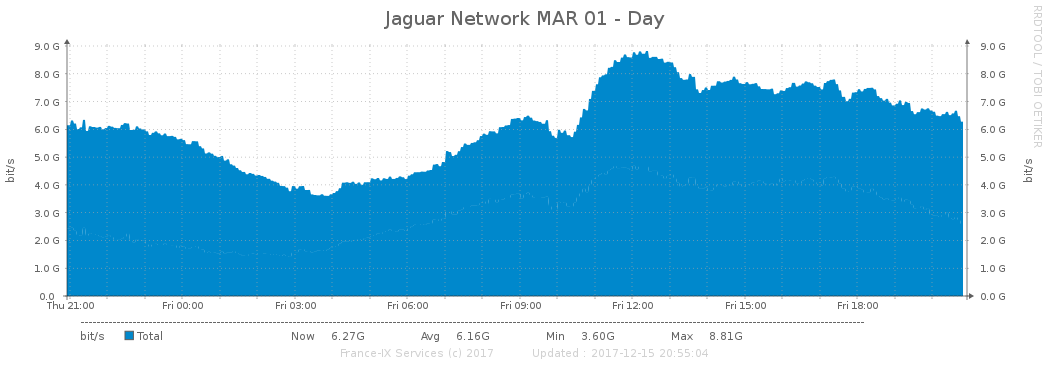 Jaguar Network MAR 01 - Day
RRDTOOL / TOBI OETIKER
9.0 G 9.0 G
8.0 G 8.0 G
7.0 G 7.0 G
6.0 G 6.0 G
5.0 G 5.0 G
4.0 G 4.0 G
3.0 G 3.0 G
2.0 G 2.0 G
1.0 G 1.0 G
0.0 0.0 G
bit/s bit/s
Thu 21:00 Fri 00:00 Fri 03:00 Fri 06:00 Fri 09:00 Fri 12:00 Fri 15:00 Fri 18:00
bit/s Total Now 6.27G Avg 6.16G Min 3.60G Max 8.81G
France-IX Services (c) 2017 Updated : 2017-12-15 20:55:04